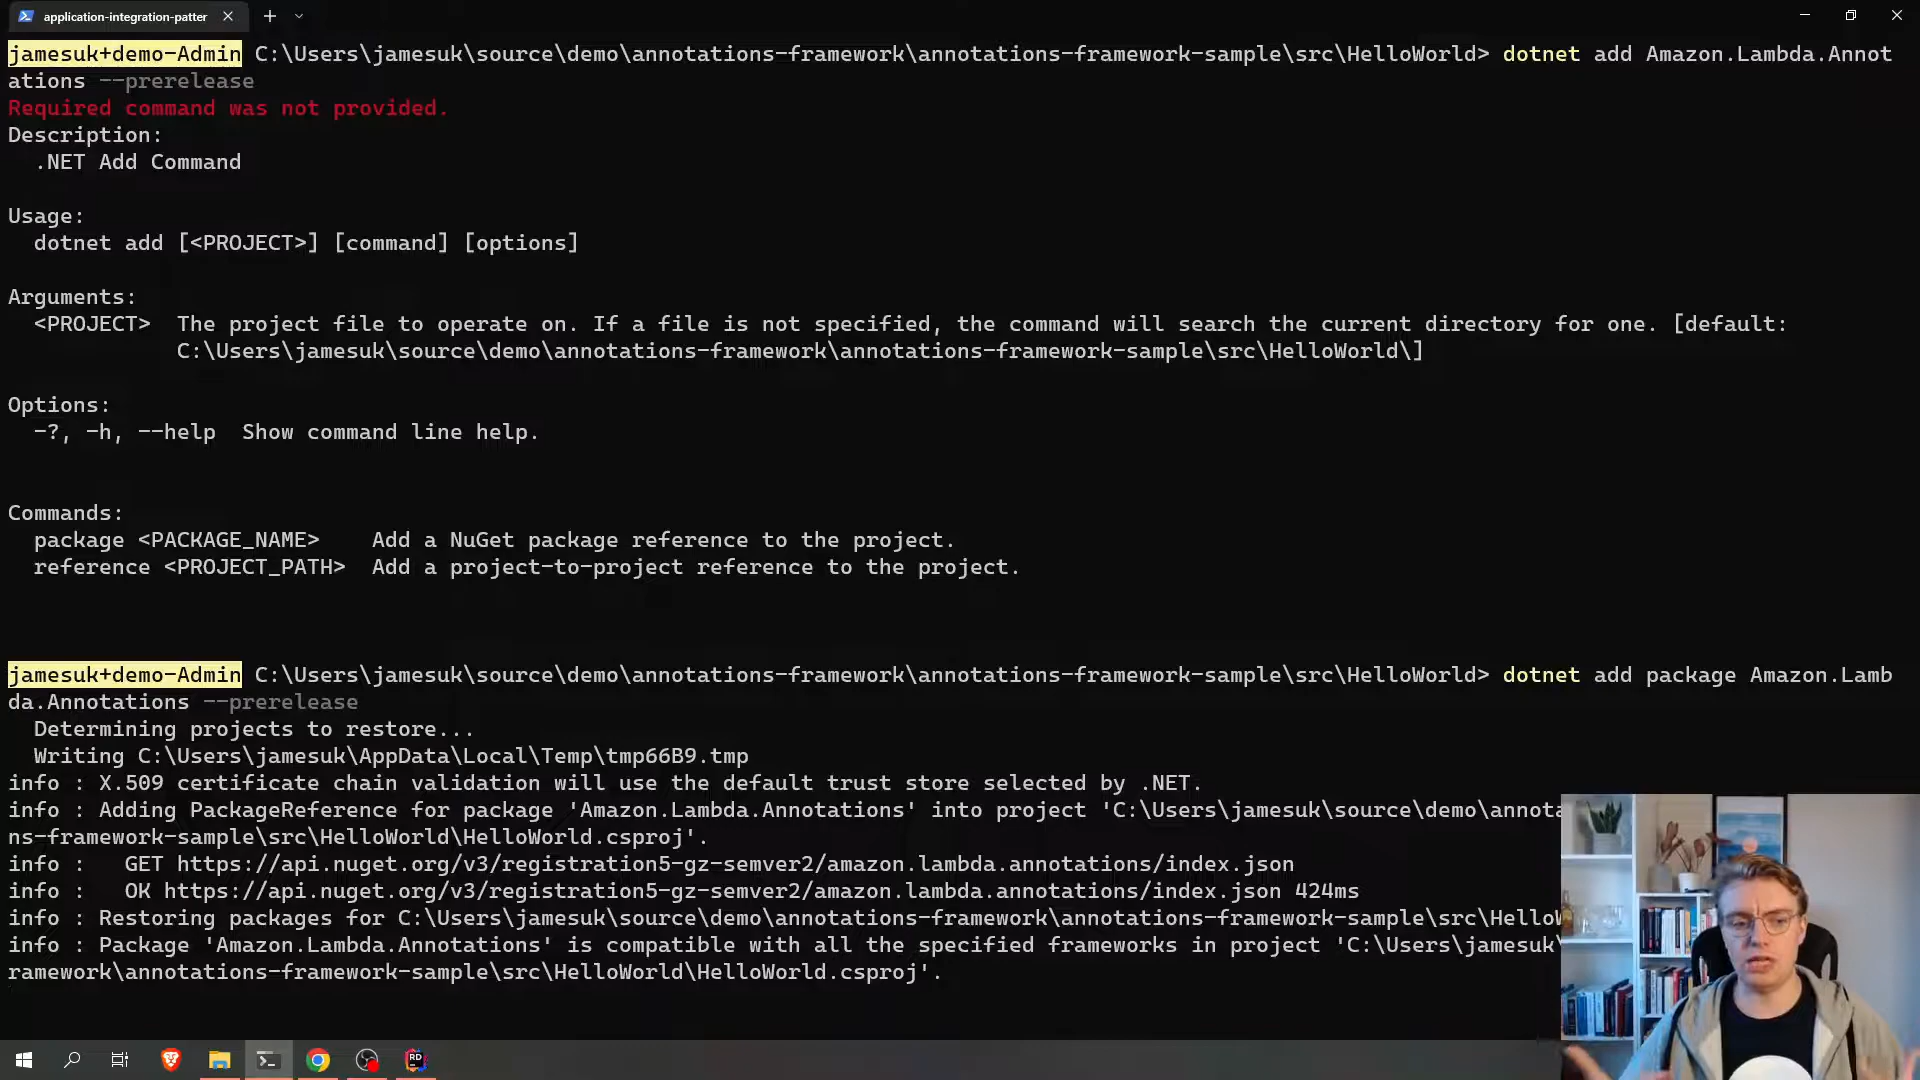 application-integration-patter
jamesuk+demo-Admin C:\Users\jamesuk\source\demo\annotations-framework\annotations-framework-sample\src\HelloWorld> dotnet add Amazon.Lambda.Annot
ations --prerelease
Required command was not provided.
Description:
.NET Add Command
Usage:
dotnet add [<PROJECT>] [command] [options]
Arguments:
<PROJECT> The project file to operate on. If a file is not specified, the command will search the current directory for one. [default:
C:\Users\jamesuk\source\demo\annotations-framework\annotations-framework-sample\src\HelloWorld\]
Options:
-?, -h, --help Show command line help.
Commands:
package <PACKAGE_NAME> Add a NuGet package reference to the project.
reference <PROJECT_PATH> Add a project-to-project reference to the project.
jamesuk+demo-Admin C:\Users\jamesuk\source\demo\annotations-framework\annotations-framework-sample\src\HelloWorld> dotnet add package Amazon.Lamb
da.Annotations --prerelease
Determining projects to restore...
Writing C:\Users\jamesuk\AppData\Local\Temp\tmp66B9.tmp
info : X.509 certificate chain validation will use the default trust store selected by .NET.
info : Adding PackageReference for package 'Amazon.Lambda.Annotations' into project 'C:\Users\jamesuk\source\demo\annota
ns-framework-sample\src\HelloWorld\HelloWorld.csproj'.
info : GET https://api.nuget.org/v3/registration5-gz-semver2/amazon.lambda.annotations/index.json
info : OK https://api.nuget.org/v3/registration5-gz-semver2/amazon.lambda.annotations/index.json 424ms
info : Restoring packages for C:\Users\jamesuk\source\demo\annotations-framework\annotations-framework-sample\src\Hello
info : Package 'Amazon.Lambda.Annotations' is compatible with all the specified frameworks in project 'C:\Users\jamesuk\
ramework\annotations-framework-sample\src\HelloWorld\HelloWorld.csproj'.
RD